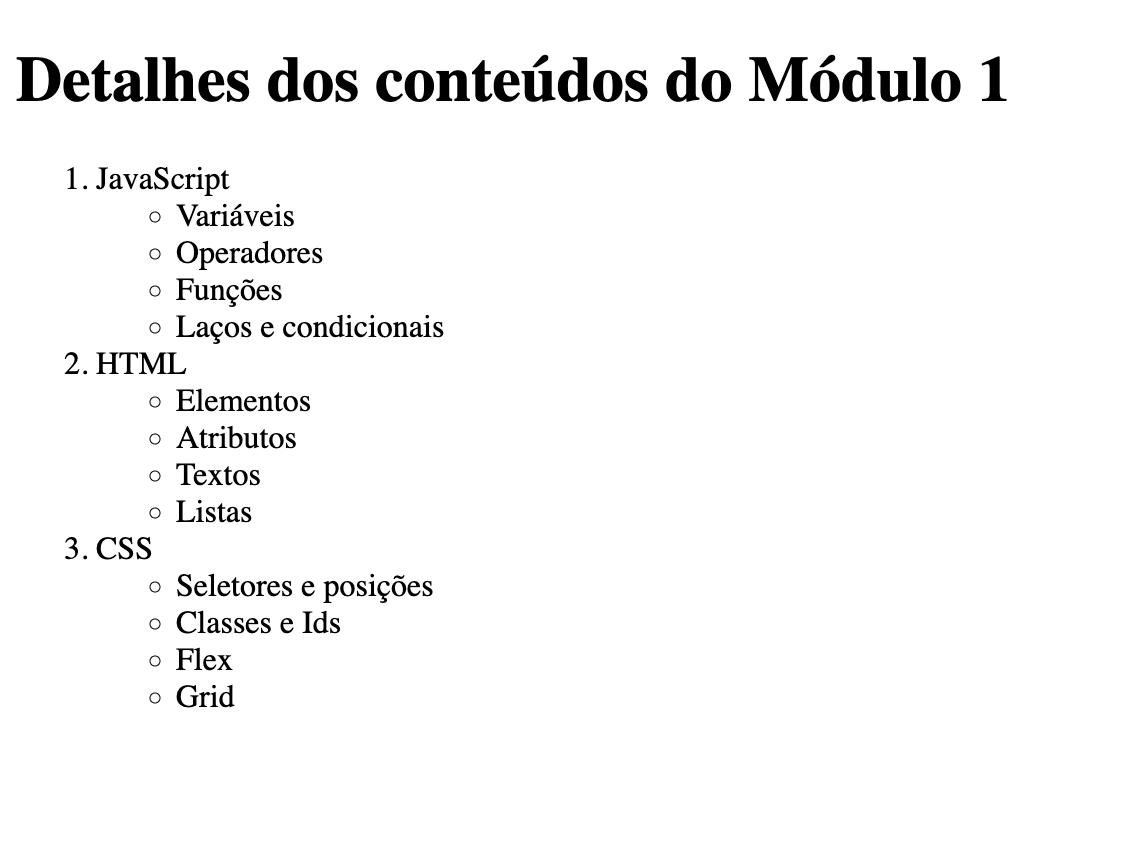 Detalhes dos conteúdos do Módulo 1
1. JavaScript
◦ Variáveis
◦ Operadores
◦ Funções
◦ Laços e condicionais
2. HTML
◦ Elementos
◦ Atributos
◦ Textos
◦ Listas
3. CSS
◦ Seletores e posições
◦ Classes e Ids
◦ Flex
◦ Grid